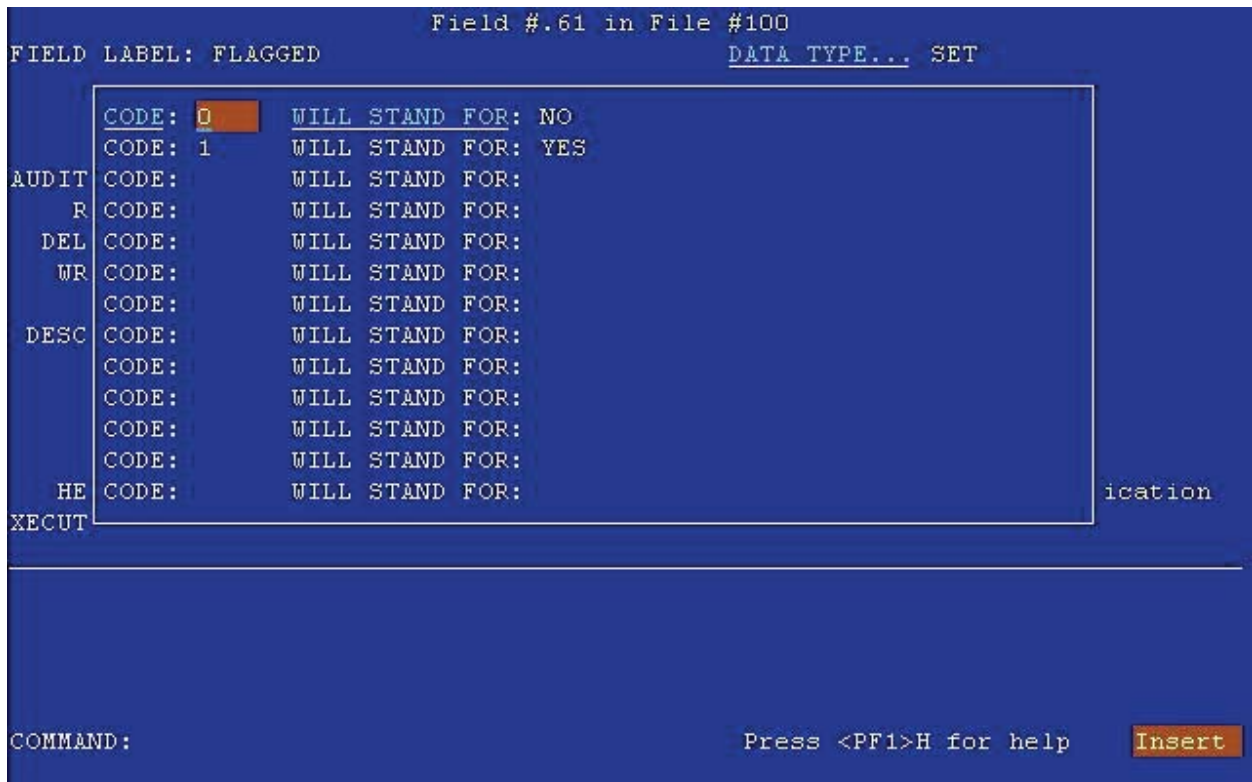 Field #.61 in File #100
FIELD LABEL: FLAGGED DATA TYPE... SET
CODE: 0 WILL STAND FOR: NO
CODE: 1 WILL STAND FOR: YES
AUDIT CODE: WILL STAND FOR:
R CODE: WILL STAND FOR:
DEL CODE: WILL STAND FOR:
WR CODE: WILL STAND FOR:
CODE: WILL STAND FOR:
DESC CODE: WILL STAND FOR:
CODE: WILL STAND FOR:
CODE: WILL STAND FOR:
CODE: WILL STAND FOR:
CODE: WILL STAND FOR:
HE CODE: WILL STAND FOR: ication
XECUT
COMMAND: Press <PF1>H for help Insert